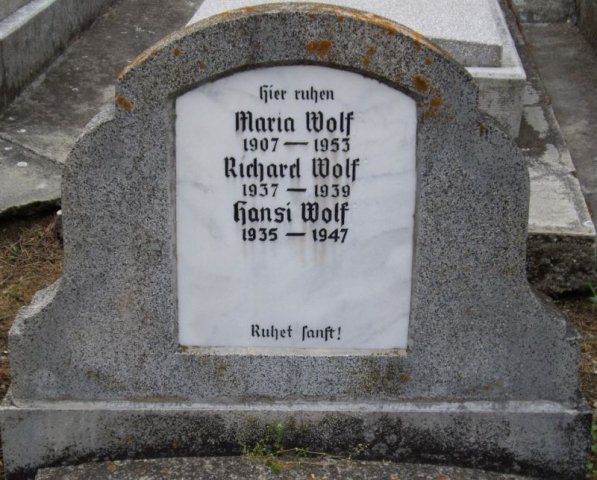 Hier ruhen
Maria Wolf
1907 — 1953
Richard Wolf
1937 — 1939
Hansi Wolf
1935 — 1947
Ruhet sanft!